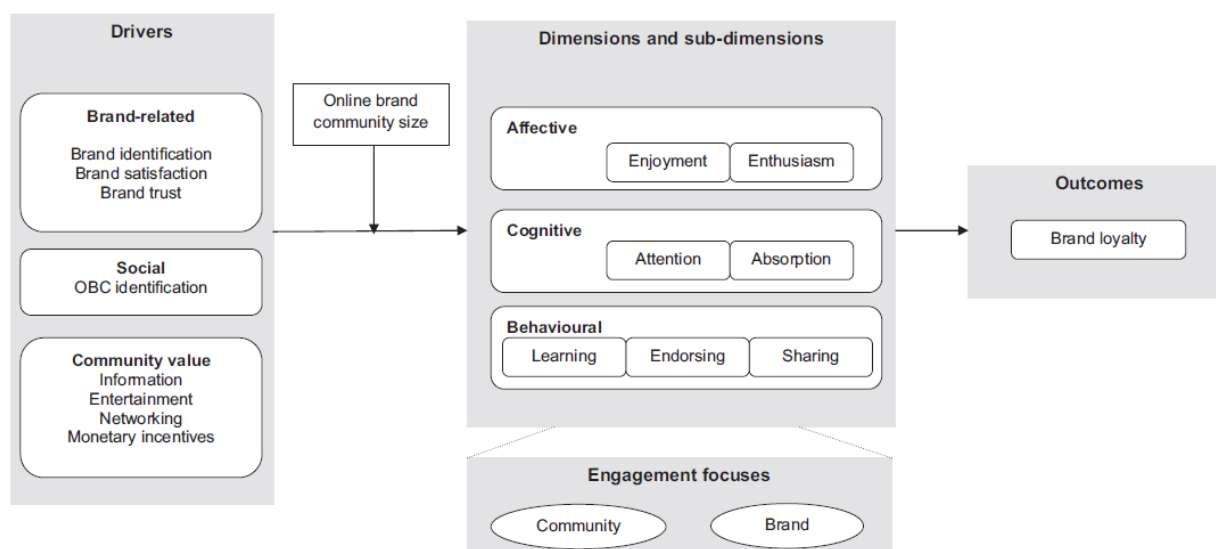 Drivers
Brand-related
Brand identification
Brand satisfaction
Brand trust
Social
OBC identification
Community value
Information
Entertainment
Networking
Monetary incentives
Online brand
community size
Dimensions and sub-dimensions
Affective
Enjoyment
Enthusiasm
Cognitive
Attention
Absorption
Behavioural
Learning
Endorsing
Sharing
Engagement focuses
Community
Brand
Outcomes
Brand loyalty